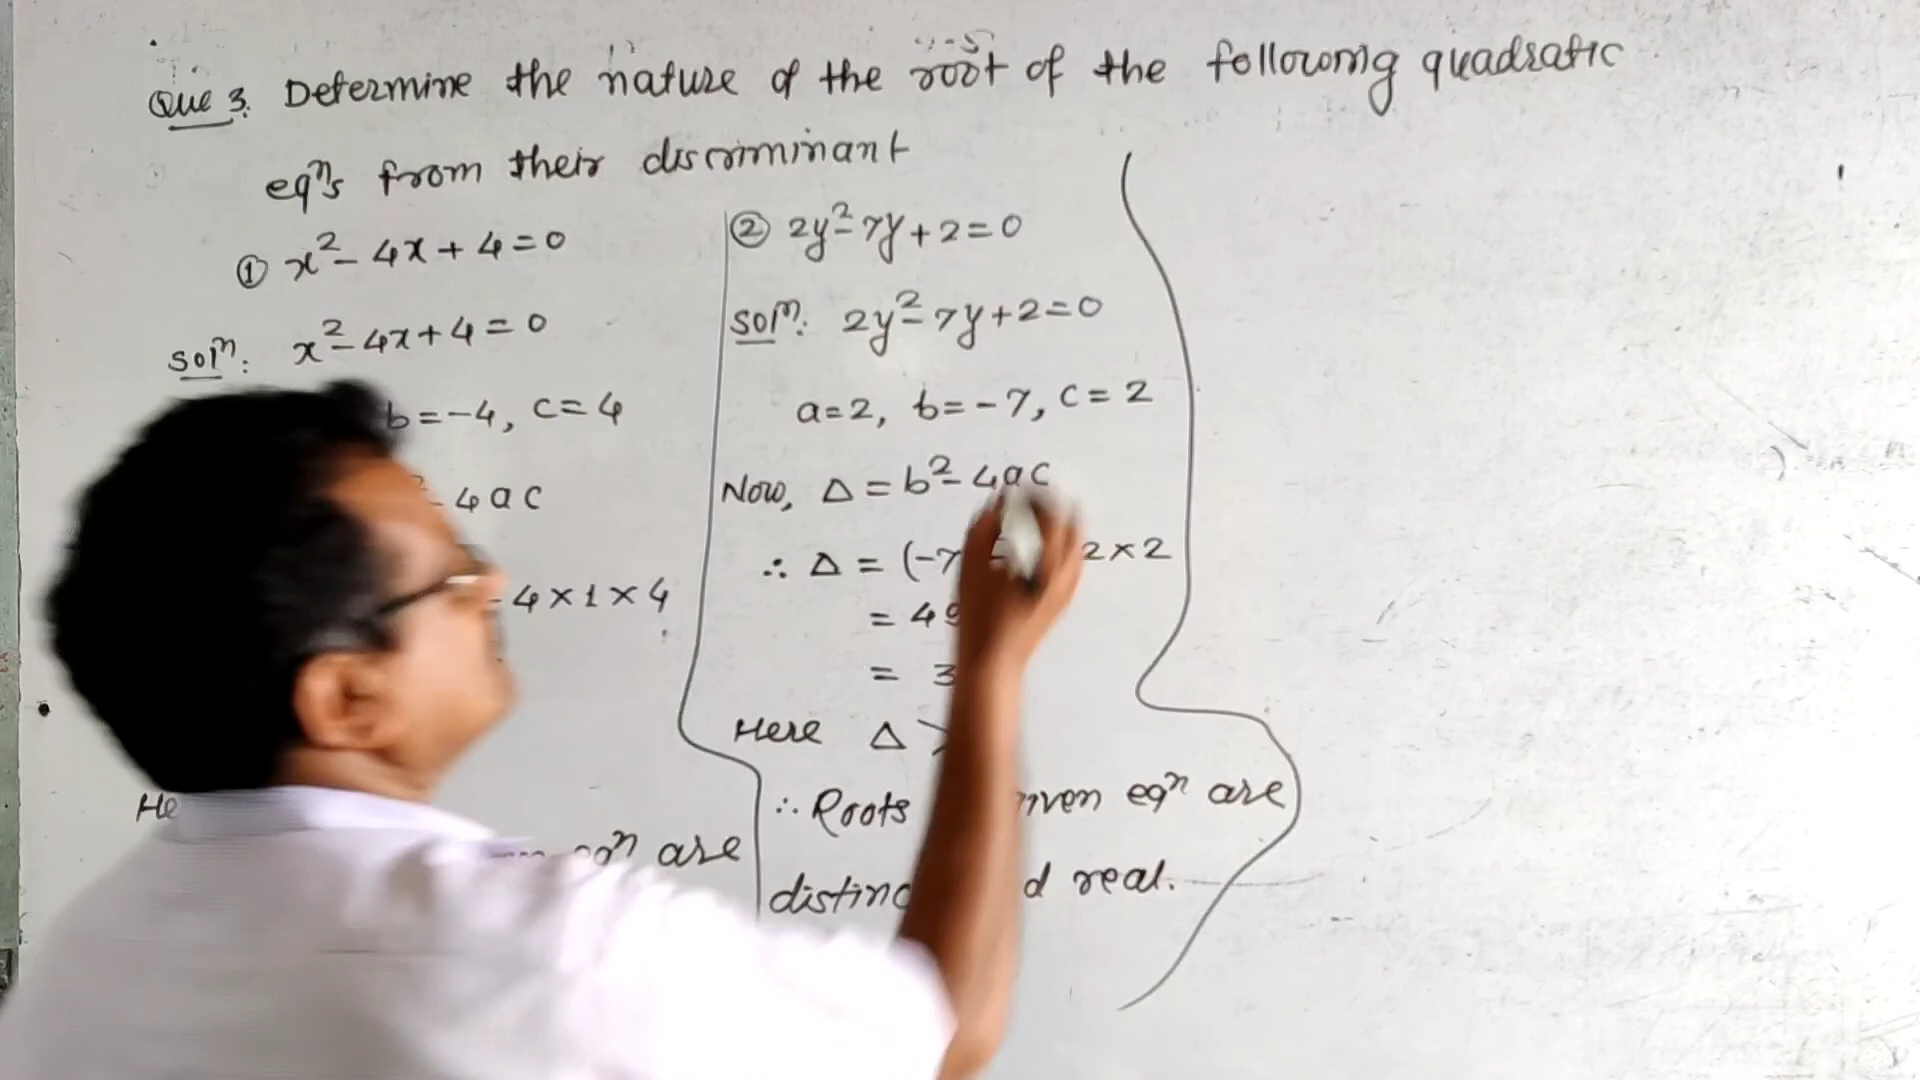 Que 3. Determine the nature of the root of the following quadratic
eqⁿs from their discriminant
① x² - 4x + 4 = 0
Solⁿ: x² - 4x + 4 = 0
b = -4, c = 4
- 4ac
- 4 × 1 × 4
He
eqⁿ are
② 2y² - 7y + 2 = 0
Solⁿ: 2y² - 7y + 2 = 0
a = 2, b = -7, c = 2
Now, Δ = b² - 4ac
∴ Δ = (-7 2 × 2
= 49
= 3
Here Δ >
∴ Roots given eqⁿ are
distinc d real.